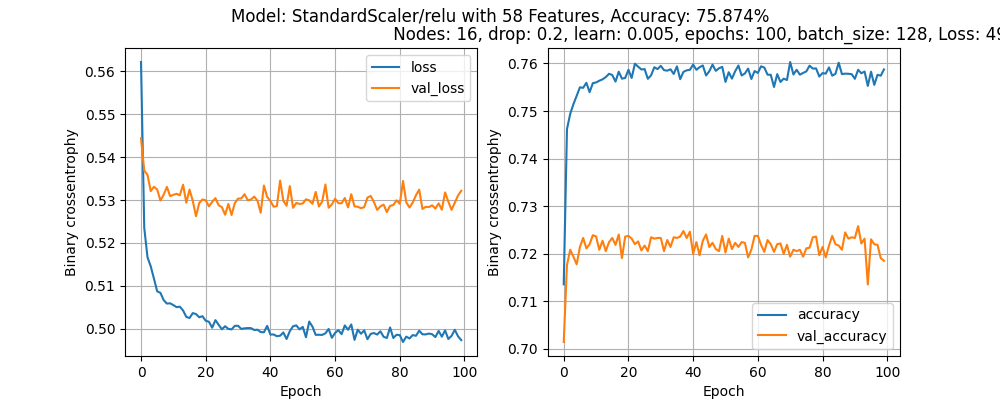 Model: StandardScaler/relu with 58 Features, Accuracy: 75.874%
Nodes: 16, drop: 0.2, learn: 0.005, epochs: 100, batch_size: 128, Loss: 49
Binary crossentrophy
0.56
0.55
0.54
0.53
0.52
0.51
0.50
0 20 40 60 80 100
Epoch
loss
val_loss
Binary crossentrophy
0.76
0.75
0.74
0.73
0.72
0.71
0.70
0 20 40 60 80 100
Epoch
accuracy
val_accuracy